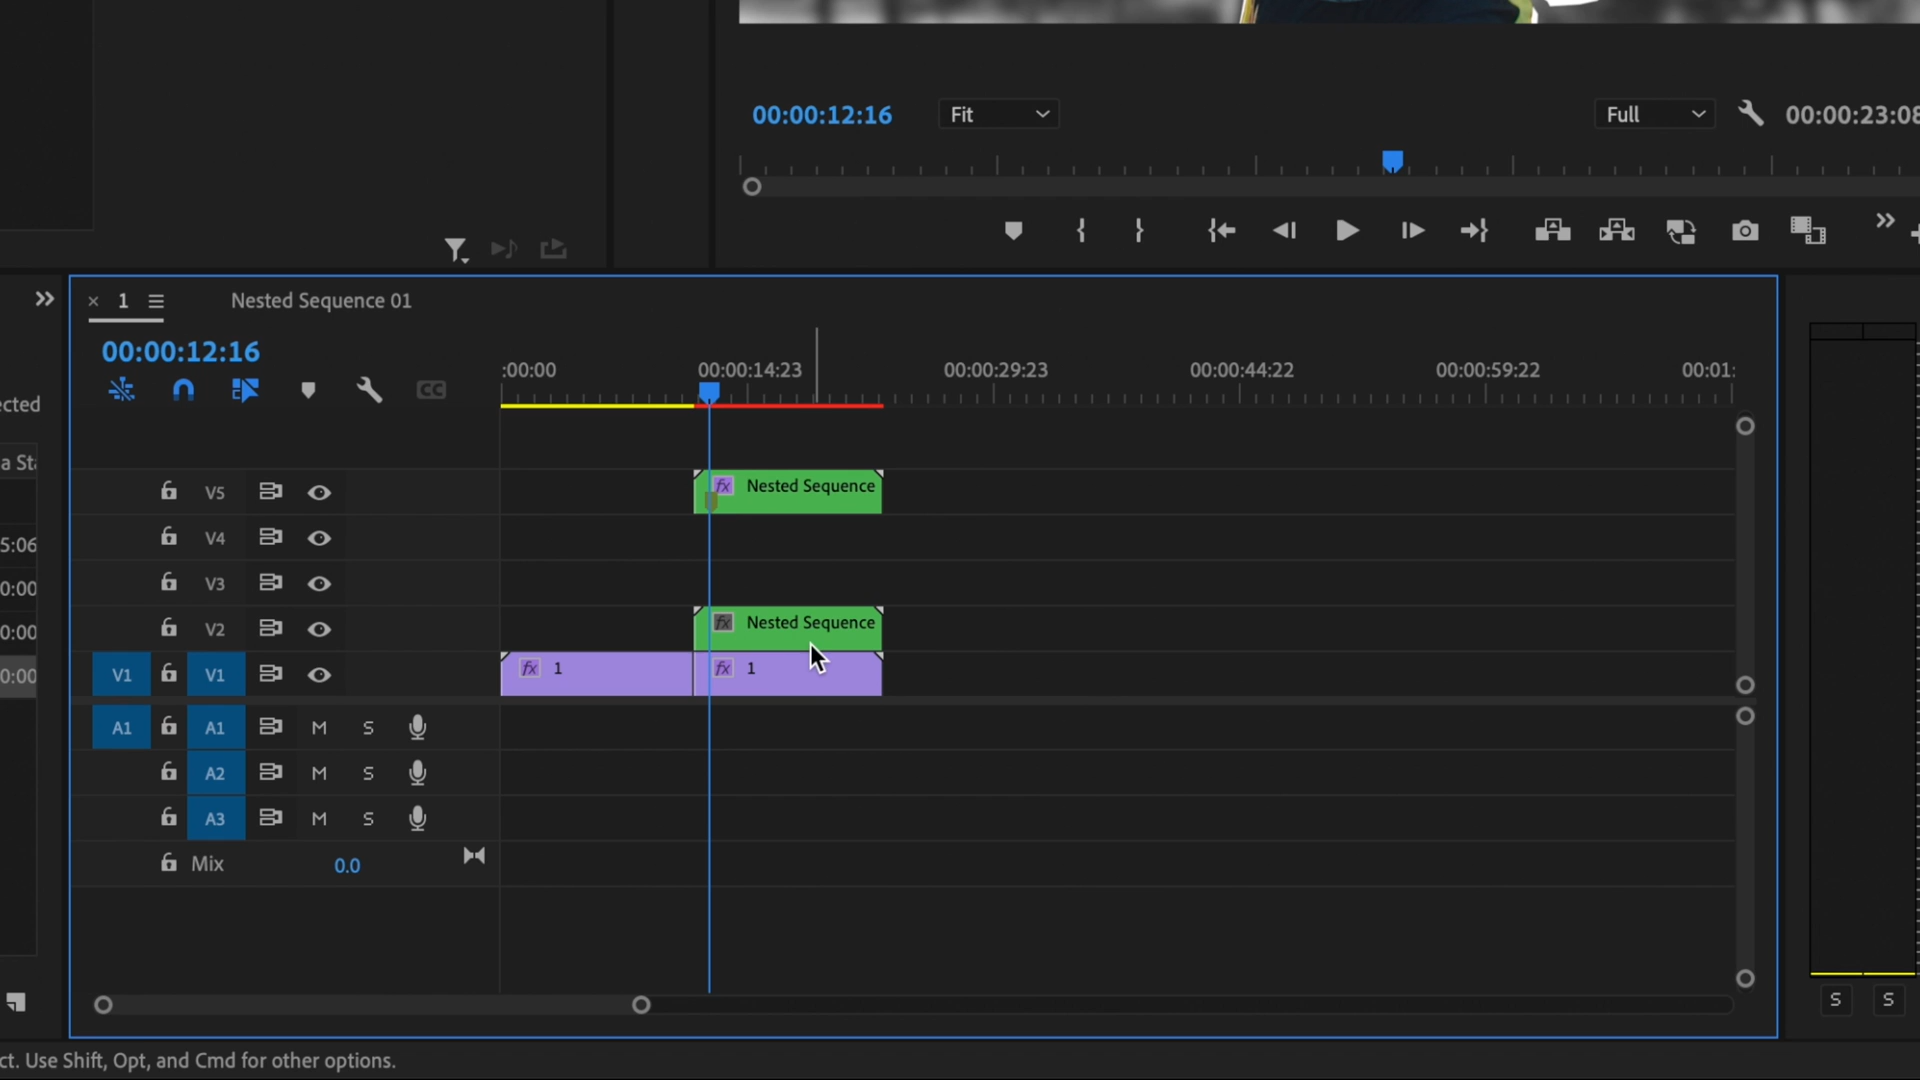 00:00:12:16 Fit Full 00:00:23:08
× 1 Nested Sequence 01
00:00:12:16
:00:00 00:00:14:23 00:00:29:23 00:00:44:22 00:00:59:22 00:01:
CC
ected
a Sta
5:06
0:00
0:00
0:00
V5 fx Nested Sequence
V4
V3
V2 fx Nested Sequence
V1 V1 fx 1 fx 1
A1 A1 M S
A2 M S
A3 M S
Mix 0.0
S S
ct. Use Shift, Opt, and Cmd for other options.